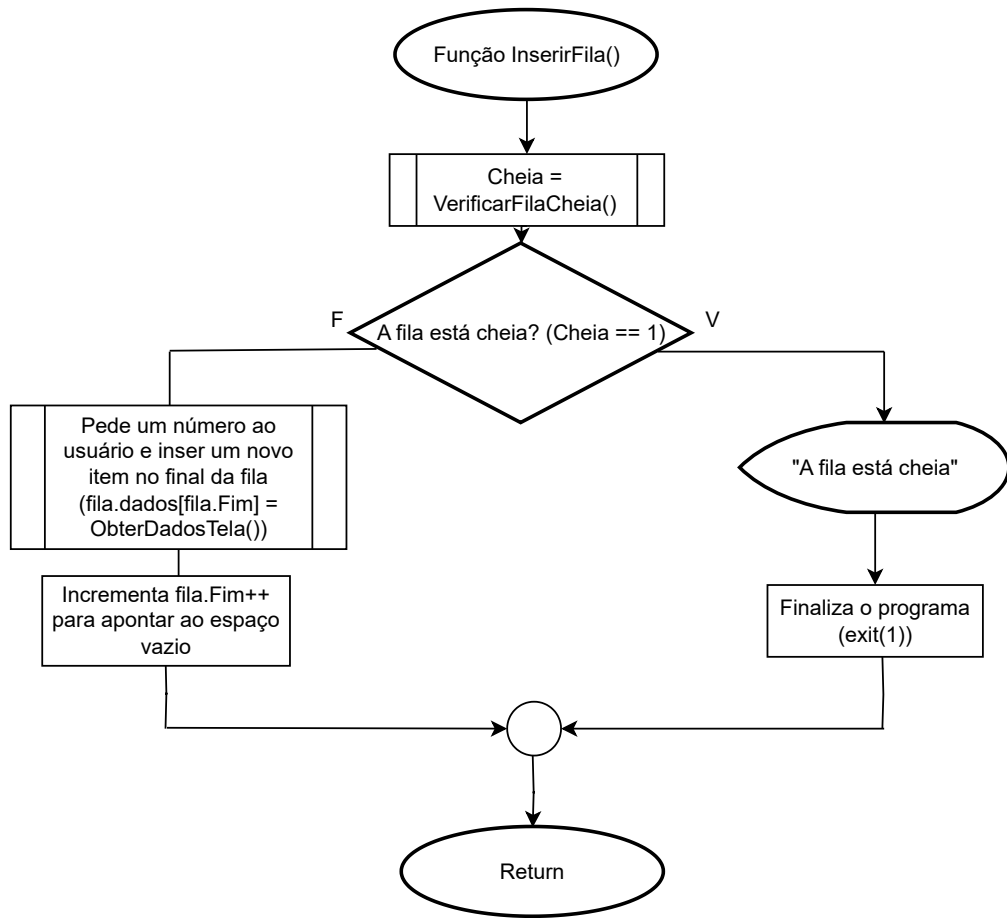 Função InserirFila()
Cheia =
VerificarFilaCheia()
F
A fila está cheia? (Cheia == 1)
V
Pede um número ao
usuário e inser um novo
item no final da fila
(fila.dados[fila.Fim] =
ObterDadosTela())
"A fila está cheia"
Incrementa fila.Fim++
para apontar ao espaço
vazio
Finaliza o programa
(exit(1))
Return